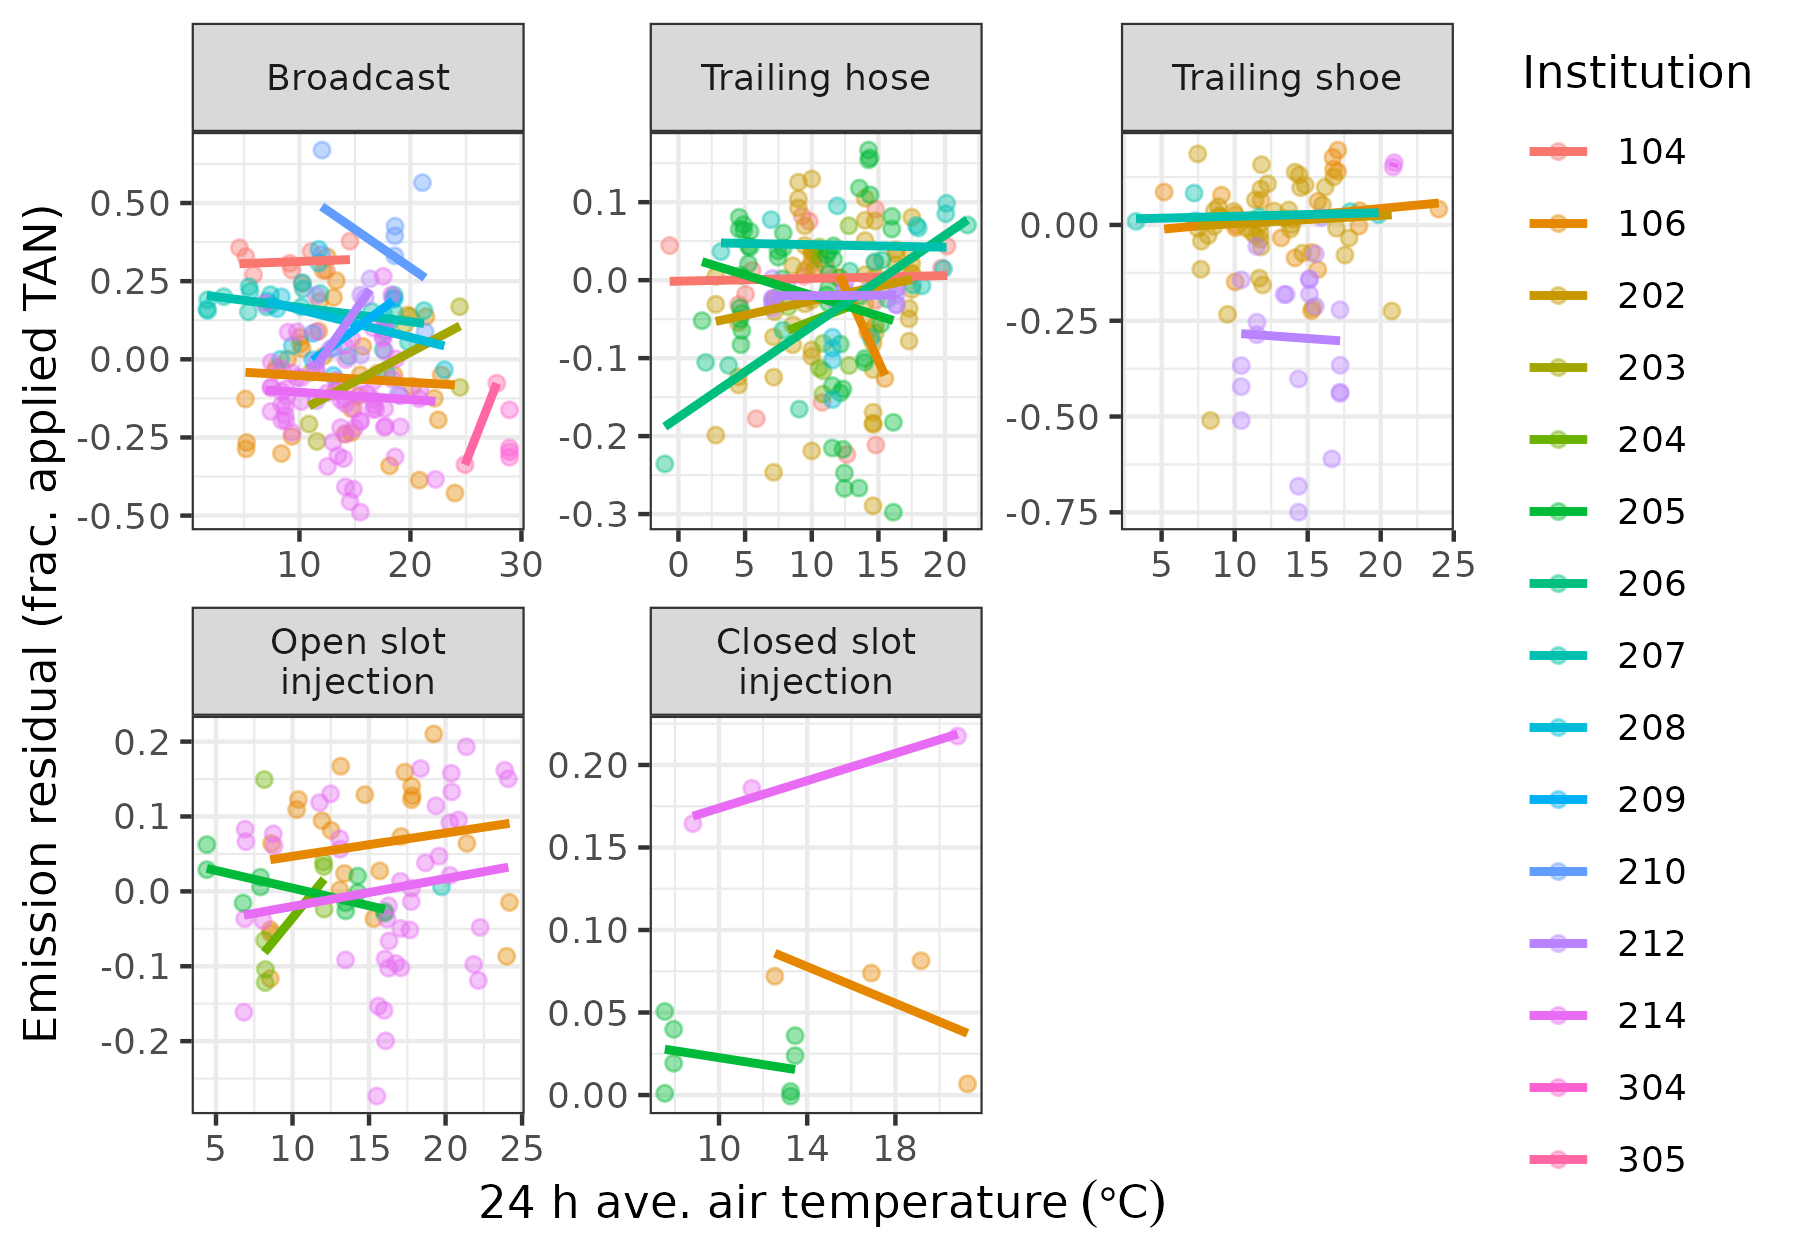 Broadcast
Trailing hose
Trailing shoe
Institution
104
106
202
203
204
205
206
207
208
209
210
212
214
304
305
Emission residual (frac. applied TAN)
0.50
0.25
0.00
-0.25
-0.50
10 20 30
0.1
0.0
-0.1
-0.2
-0.3
0 5 10 15 20
0.00
-0.25
-0.50
-0.75
5 10 15 20 25
Open slot
injection
Closed slot
injection
0.2
0.1
0.0
-0.1
-0.2
5 10 15 20 25
0.20
0.15
0.10
0.05
0.00
10 14 18
24 h ave. air temperature (°C)